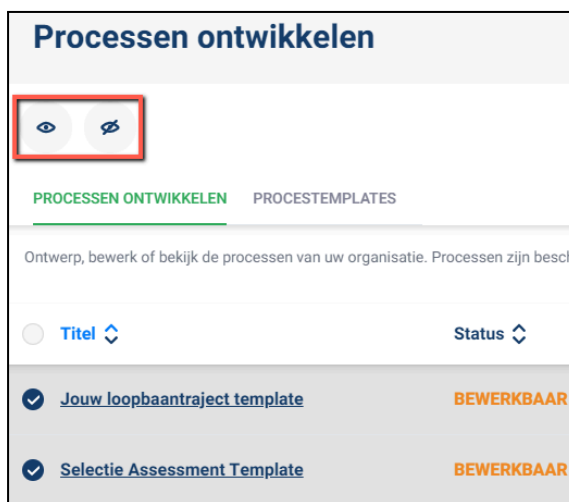 Processen ontwikkelen
PROCESSEN ONTWIKKELEN PROCESTEMPLATES
Ontwerp, bewerk of bekijk de processen van uw organisatie. Processen zijn besch
Titel Status
Jouw loopbaantraject template BEWERKBAAR
Selectie Assessment Template BEWERKBAAR